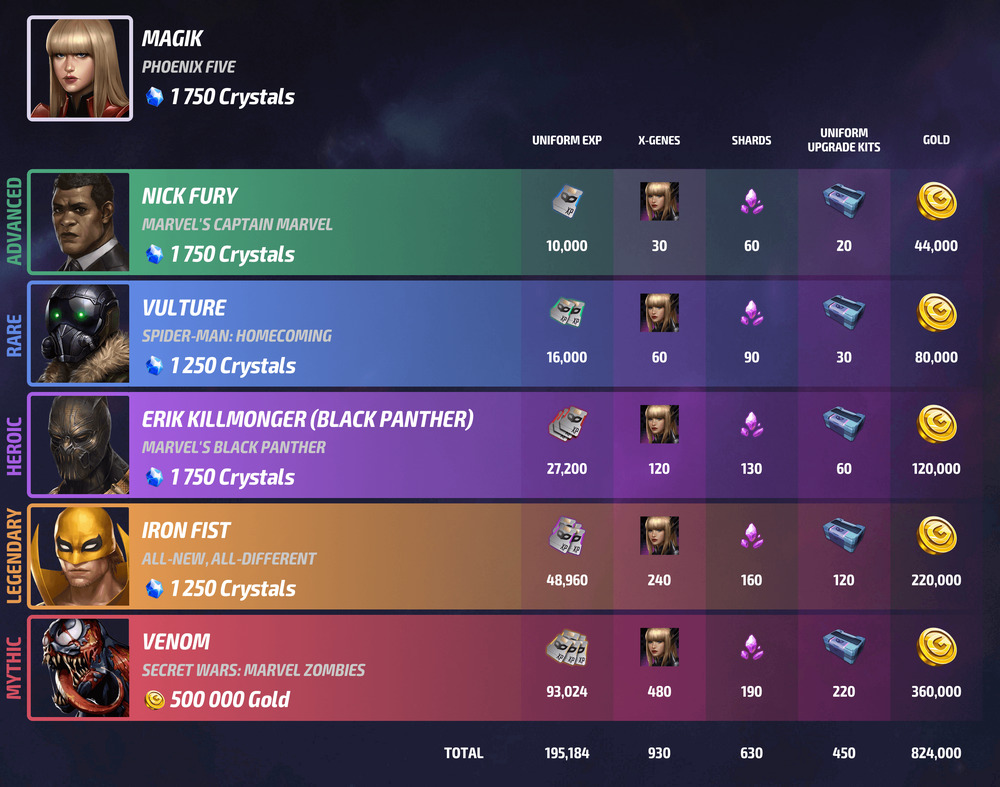 MAGIK
PHOENIX FIVE
1 750 Crystals
UNIFORM EXP X-GENES SHARDS UNIFORM UPGRADE KITS GOLD
ADVANCED
NICK FURY
MARVEL'S CAPTAIN MARVEL
1 750 Crystals
10,000 30 60 20 44,000
RARE
VULTURE
SPIDER-MAN: HOMECOMING
1 250 Crystals
16,000 60 90 30 80,000
HEROIC
ERIK KILLMONGER (BLACK PANTHER)
MARVEL'S BLACK PANTHER
1 750 Crystals
27,200 120 130 60 120,000
LEGENDARY
IRON FIST
ALL-NEW, ALL-DIFFERENT
1 250 Crystals
48,960 240 160 120 220,000
MYTHIC
VENOM
SECRET WARS: MARVEL ZOMBIES
500 000 Gold
93,024 480 190 220 360,000
TOTAL 195,184 930 630 450 824,000